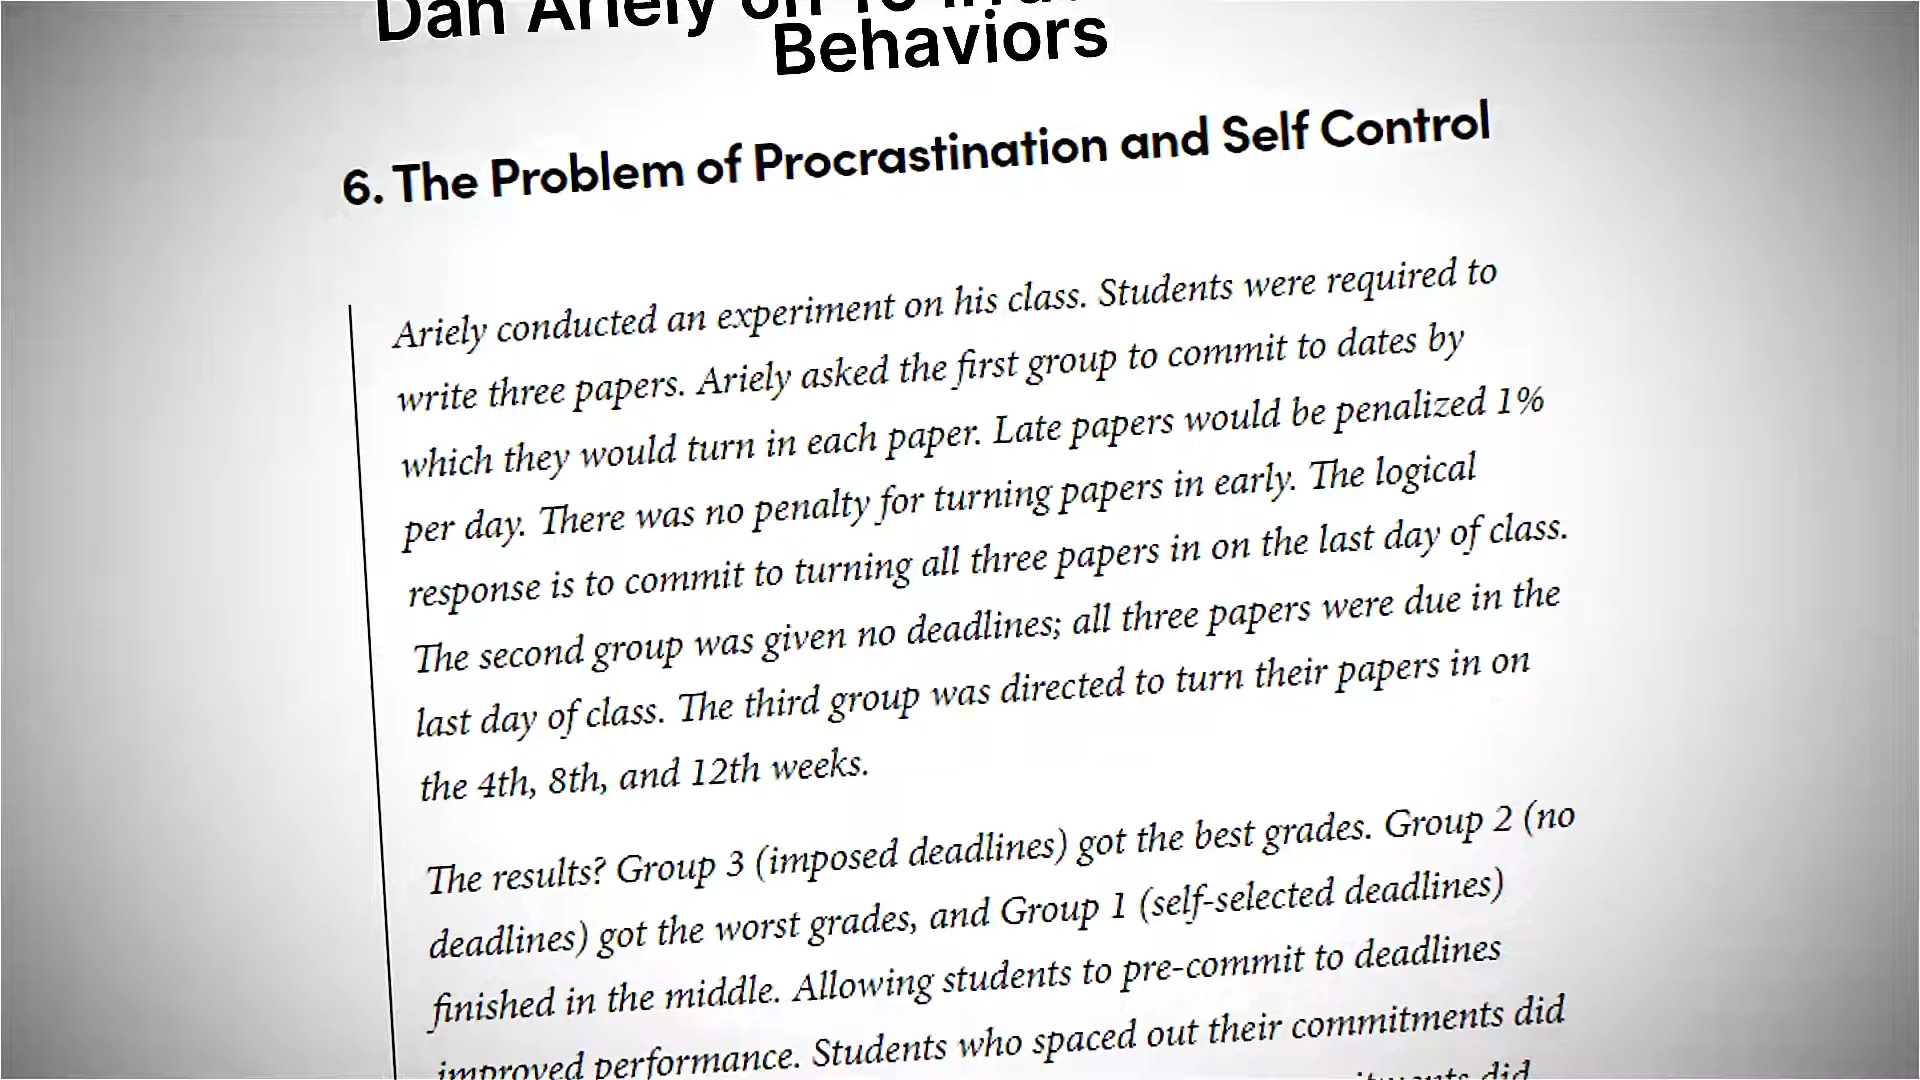 Dan Ariely on
Behaviors
6. The Problem of Procrastination and Self Control
Ariely conducted an experiment on his class. Students were required to
write three papers. Ariely asked the first group to commit to dates by
which they would turn in each paper. Late papers would be penalized 1%
per day. There was no penalty for turning papers in early. The logical
response is to commit to turning all three papers in on the last day of class.
The second group was given no deadlines; all three papers were due in the
last day of class. The third group was directed to turn their papers in on
the 4th, 8th, and 12th weeks.
The results? Group 3 (imposed deadlines) got the best grades. Group 2 (no
deadlines) got the worst grades, and Group 1 (self-selected deadlines)
finished in the middle. Allowing students to pre-commit to deadlines
improved performance. Students who spaced out their commitments did
did